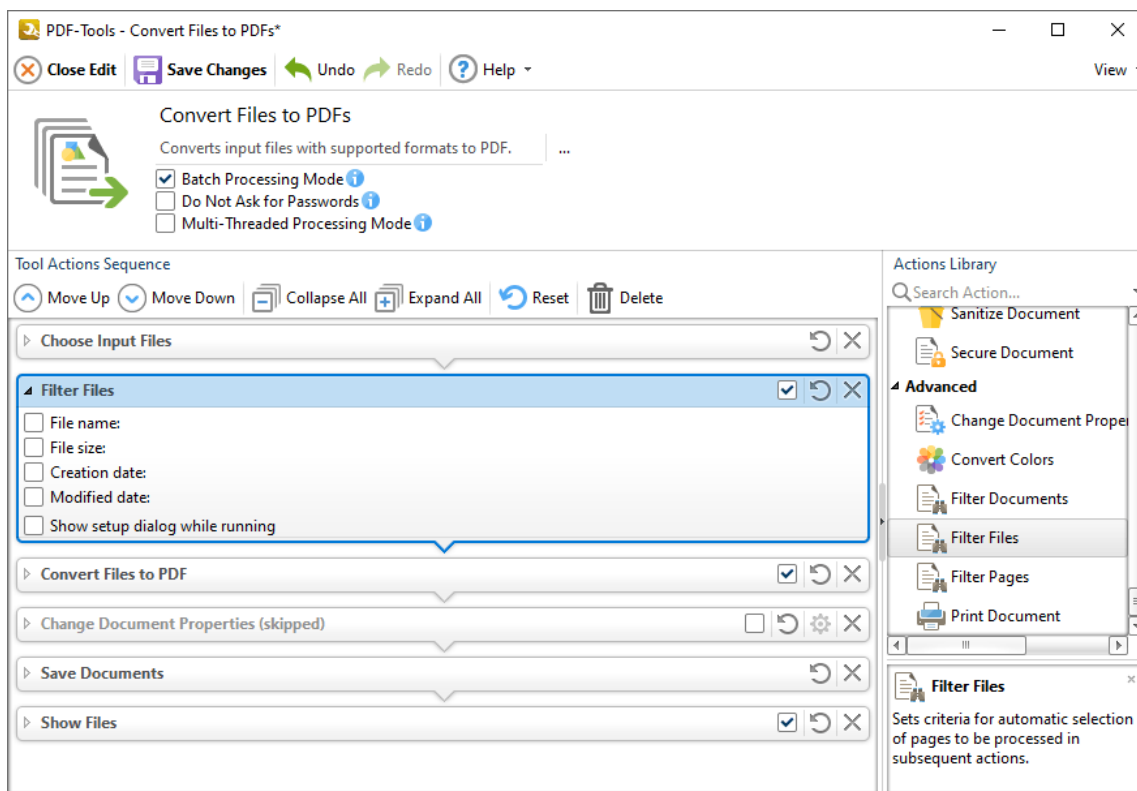 PDF-Tools - Convert Files to PDFs*
Close Edit Save Changes Undo Redo ? Help View
Convert Files to PDFs
Converts input files with supported formats to PDF. ...
Batch Processing Mode i
Do Not Ask for Passwords i
Multi-Threaded Processing Mode i
Tool Actions Sequence
Move Up Move Down Collapse All Expand All Reset Delete
Choose Input Files
Filter Files
File name:
File size:
Creation date:
Modified date:
Show setup dialog while running
Convert Files to PDF
Change Document Properties (skipped)
Save Documents
Show Files
Actions Library
Search Action...
Sanitize Document
Secure Document
Advanced
Change Document Proper
Convert Colors
Filter Documents
Filter Files
Filter Pages
Print Document
Filter Files
Sets criteria for automatic selection
of pages to be processed in
subsequent actions.